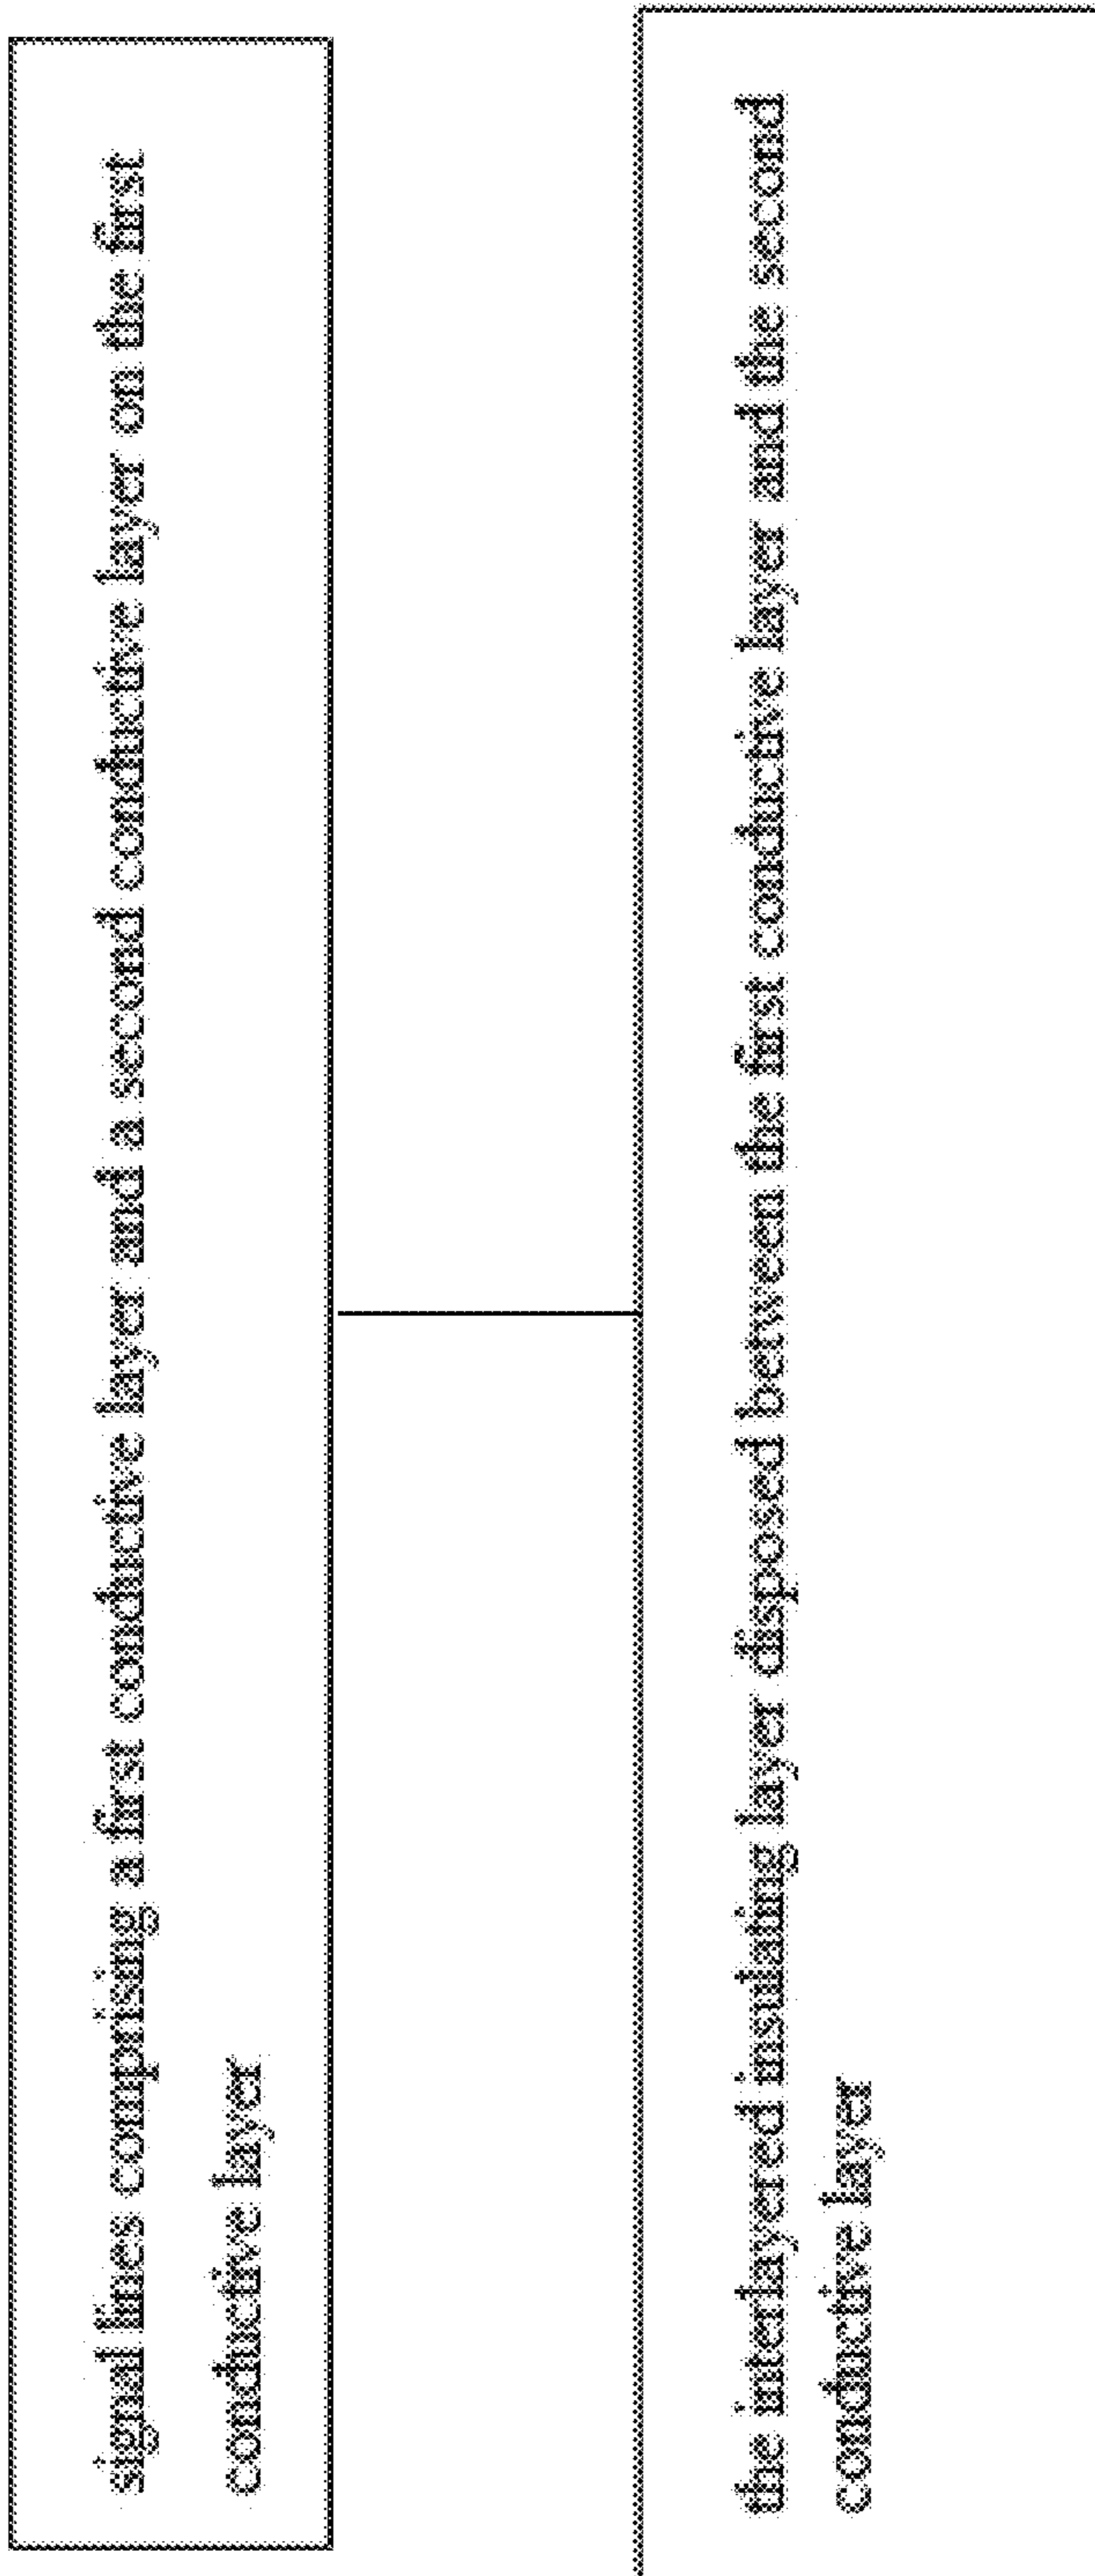 signal lines comprising a first conductive layer and a second conductive layer on the first
conductive layer
the interlayered insulating layer disposed between the first conductive layer and the second
conductive layer